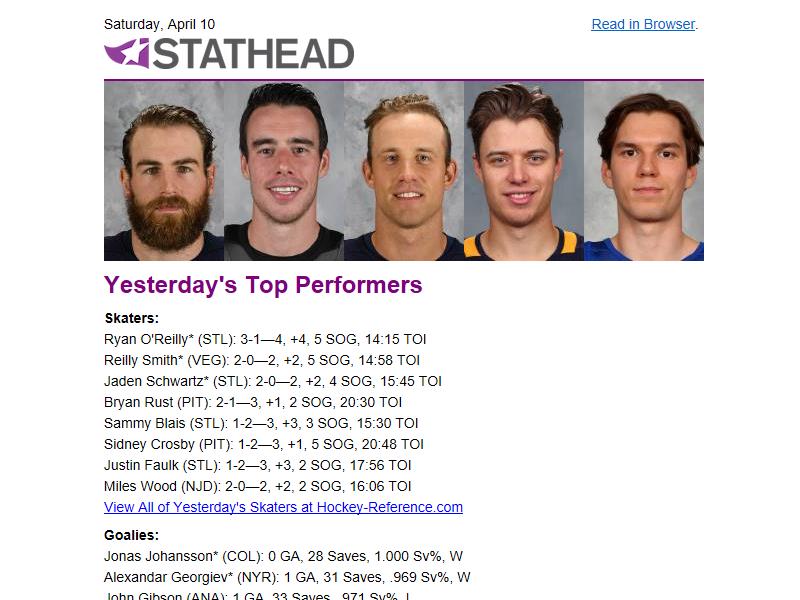 Saturday, April 10
Read in Browser.
STATHEAD
Yesterday's Top Performers
Skaters:
Ryan O'Reilly* (STL): 3-1—4, +4, 5 SOG, 14:15 TOI
Reilly Smith* (VEG): 2-0—2, +2, 5 SOG, 14:58 TOI
Jaden Schwartz* (STL): 2-0—2, +2, 4 SOG, 15:45 TOI
Bryan Rust (PIT): 2-1—3, +1, 2 SOG, 20:30 TOI
Sammy Blais (STL): 1-2—3, +3, 3 SOG, 15:30 TOI
Sidney Crosby (PIT): 1-2—3, +1, 5 SOG, 20:48 TOI
Justin Faulk (STL): 1-2—3, +3, 2 SOG, 17:56 TOI
Miles Wood (NJD): 2-0—2, +2, 2 SOG, 16:06 TOI
View All of Yesterday's Skaters at Hockey-Reference.com
Goalies:
Jonas Johansson* (COL): 0 GA, 28 Saves, 1.000 Sv%, W
Alexandar Georgiev* (NYR): 1 GA, 31 Saves, .969 Sv%, W
John Gibson (ANA): 1 GA, 33 Saves, .971 Sv%, L